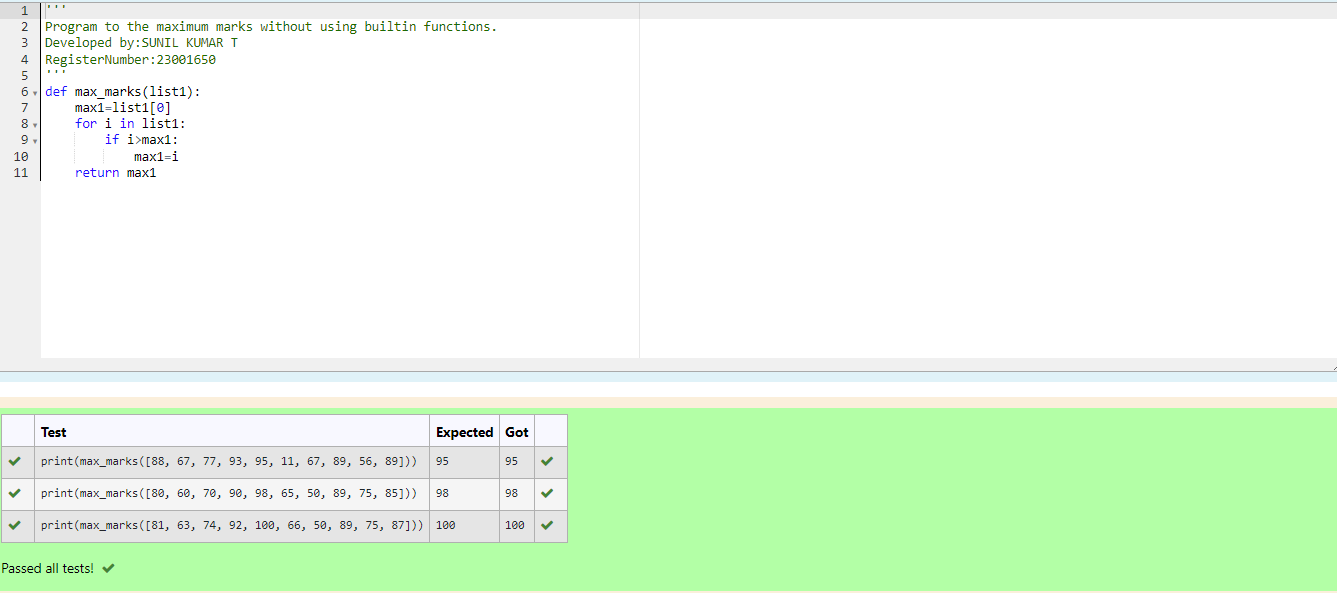 1 '''
2 Program to the maximum marks without using builtin functions.
3 Developed by:SUNIL KUMAR T
4 RegisterNumber:23001650
5 '''
6 def max_marks(list1):
7     max1=list1[0]
8     for i in list1:
9         if i>max1:
10             max1=i
11     return max1
Test Expected Got
print(max_marks([88, 67, 77, 93, 95, 11, 67, 89, 56, 89])) 95 95
print(max_marks([80, 60, 70, 90, 98, 65, 50, 89, 75, 85])) 98 98
print(max_marks([81, 63, 74, 92, 100, 66, 50, 89, 75, 87])) 100 100
Passed all tests!